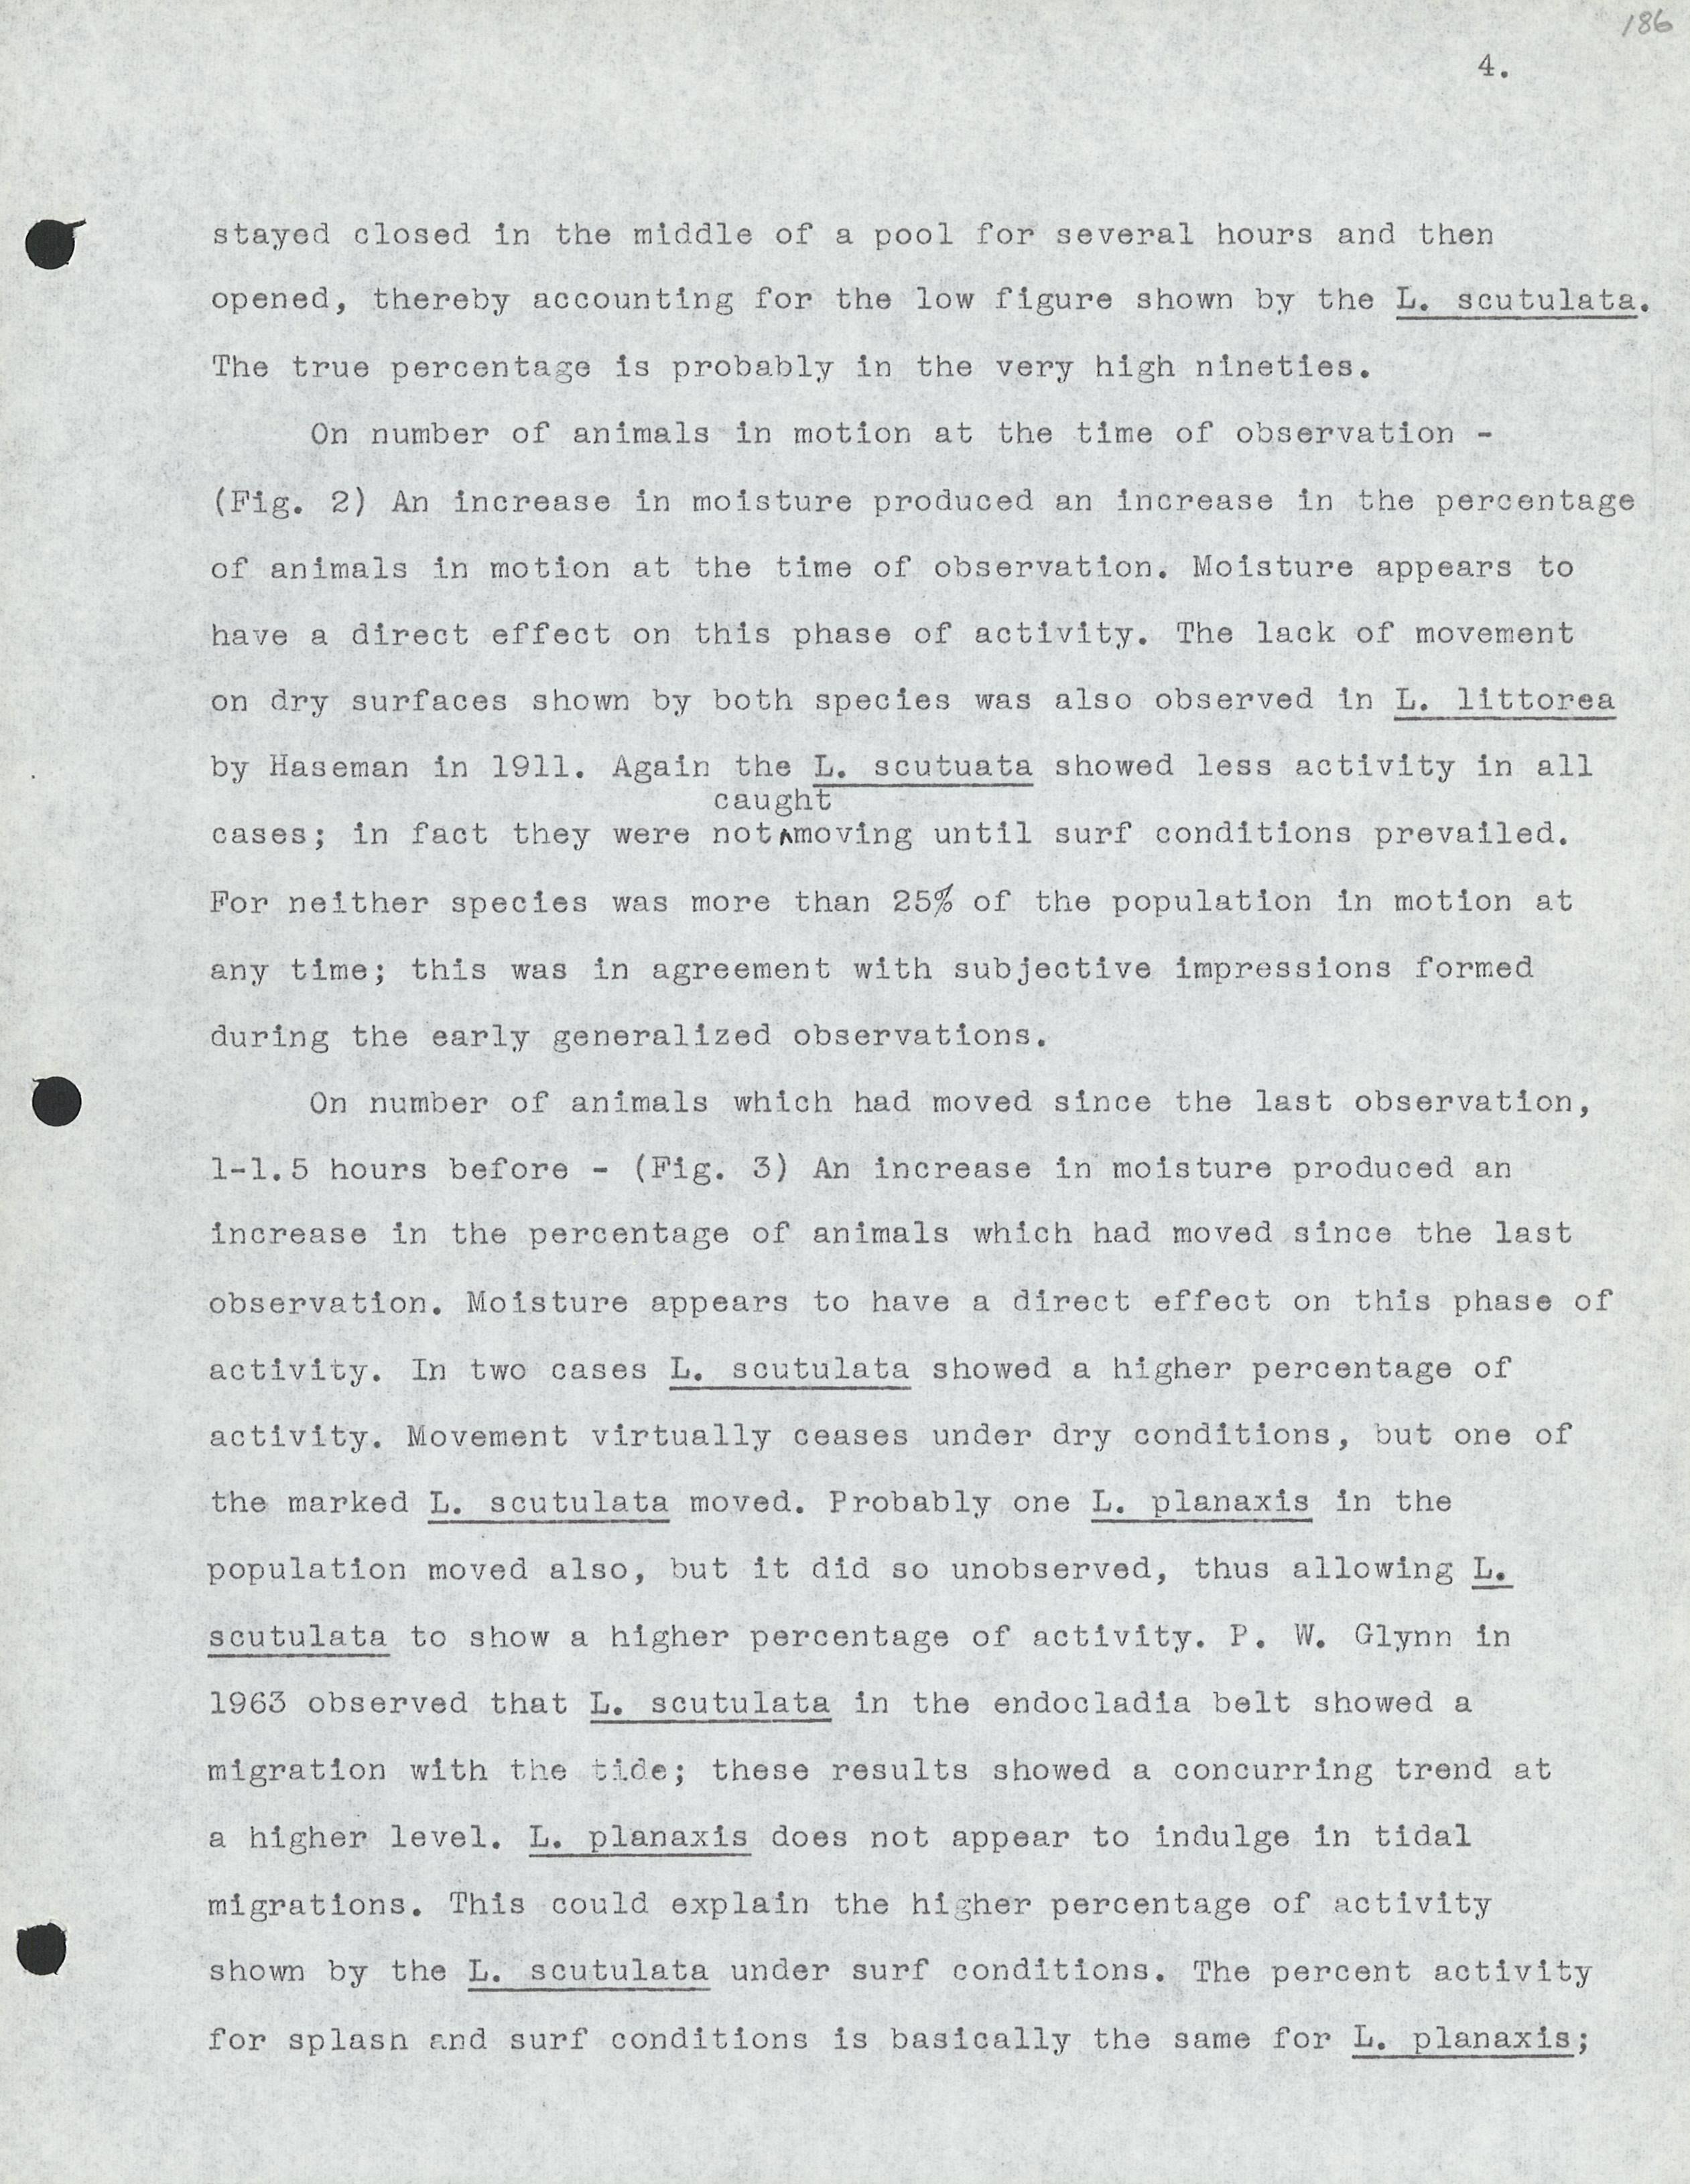 186
4.
stayed closed in the middle of a pool for several hours and then
opened, thereby accounting for the low figure shown by the L. scutulata.
The true percentage is probably in the very high nineties.
On number of animals in motion at the time of observation -
(Fig. 2) An increase in moisture produced an increase in the percentage
of animals in motion at the time of observation. Moisture appears to
have a direct effect on this phase of activity. The lack of movement
on dry surfaces shown by both species was also observed in L. littorea
by Haseman in 1911. Again the L. scutuata showed less activity in all
caught
cases; in fact they were not^moving until surf conditions prevailed.
For neither species was more than 25% of the population in motion at
any time; this was in agreement with subjective impressions formed
during the early generalized observations.
On number of animals which had moved since the last observation,
1-1.5 hours before - (Fig. 3) An increase in moisture produced an
increase in the percentage of animals which had moved since the last
observation. Moisture appears to have a direct effect on this phase of
activity. In two cases L. scutulata showed a higher percentage of
activity. Movement virtually ceases under dry conditions, but one of
the marked L. scutulata moved. Probably one L. planaxis in the
population moved also, but it did so unobserved, thus allowing L.
scutulata to show a higher percentage of activity. P. W. Glynn in
1963 observed that L. scutulata in the endocladia belt showed a
migration with the tide; these results showed a concurring trend at
a higher level. L. planaxis does not appear to indulge in tidal
migrations. This could explain the higher percentage of activity
shown by the L. scutulata under surf conditions. The percent activity
for splash and surf conditions is basically the same for L. planaxis;